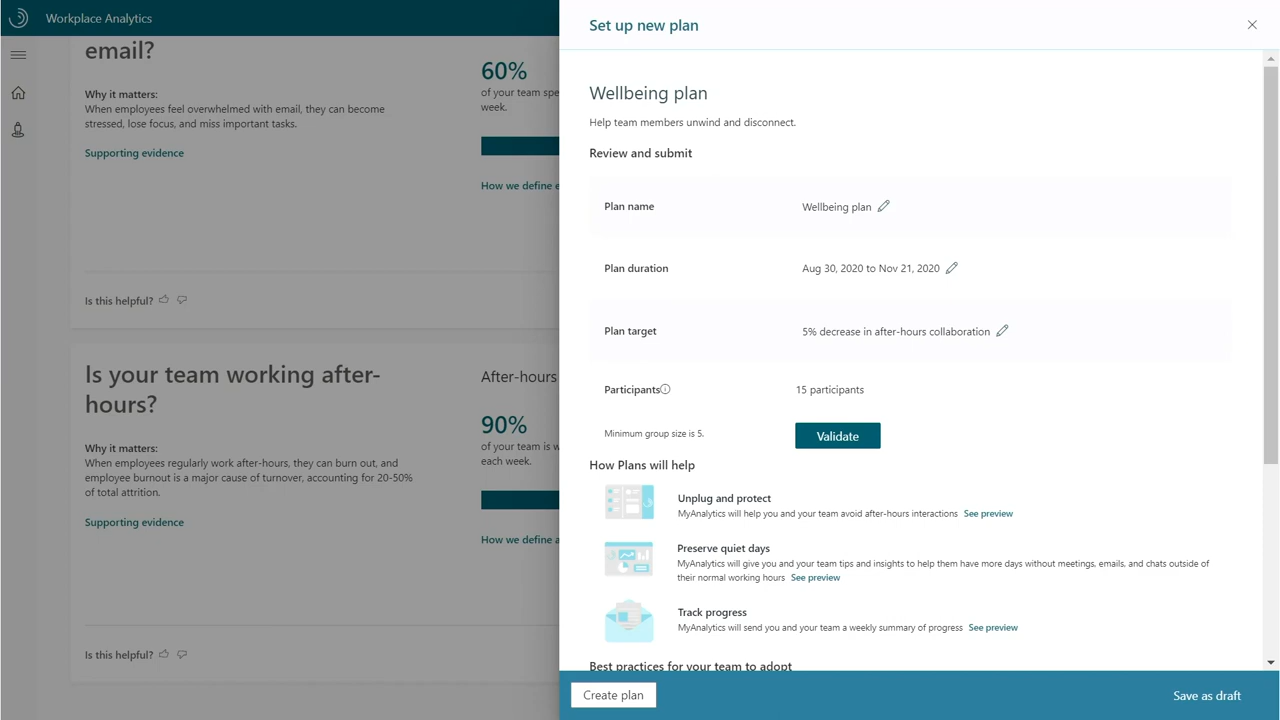 Workplace Analytics
email?
Why it matters:
When employees feel overwhelmed with email, they can become
stressed, lose focus, and miss important tasks.
Supporting evidence
60%
of your team spe
week.
How we define e
Is this helpful?
Is your team working after-
hours?
Why it matters:
When employees regularly work after-hours, they can burn out, and
employee burnout is a major cause of turnover, accounting for 20-50%
of total attrition.
Supporting evidence
After-hours
90%
of your team is w
each week.
How we define a
Is this helpful?
Set up new plan
Wellbeing plan
Help team members unwind and disconnect.
Review and submit
Plan name
Wellbeing plan
Plan duration
Aug 30, 2020 to Nov 21, 2020
Plan target
5% decrease in after-hours collaboration
Participants
15 participants
Minimum group size is 5.
Validate
How Plans will help
Unplug and protect
MyAnalytics will help you and your team avoid after-hours interactions See preview
Preserve quiet days
MyAnalytics will give you and your team tips and insights to help them have more days without meetings, emails, and chats outside of
their normal working hours See preview
Track progress
MyAnalytics will send you and your team a weekly summary of progress See preview
Best practices for your team to adopt
Create plan
Save as draft